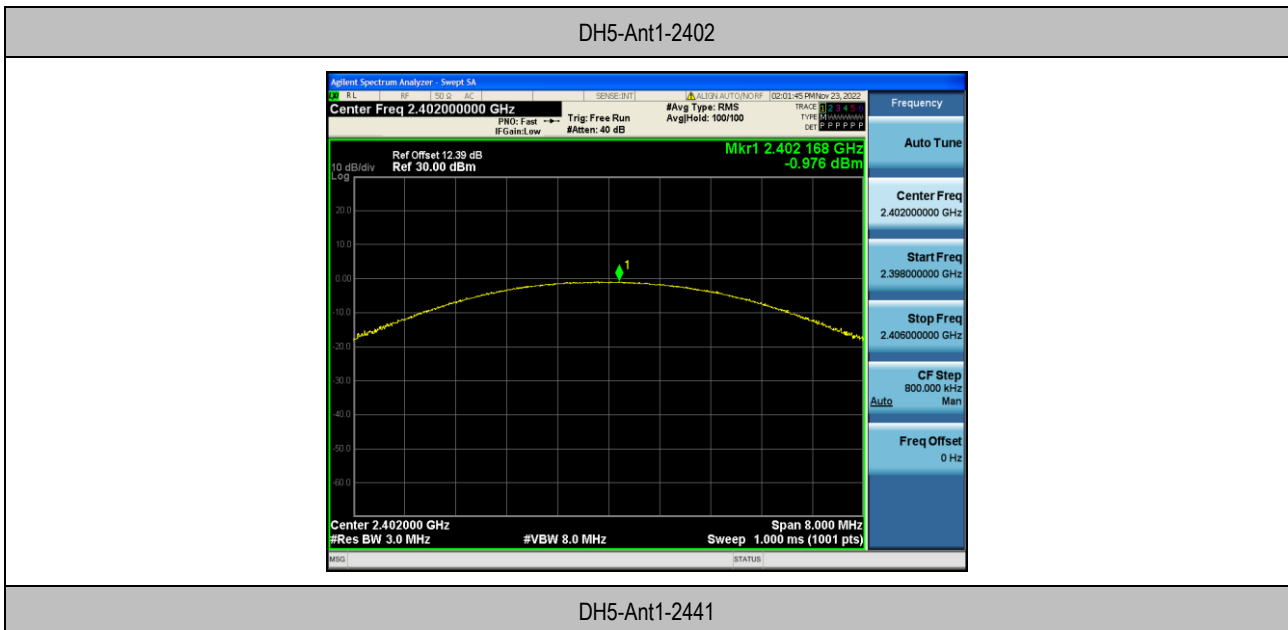 DH5-Ant1-2402
Agilent Spectrum Analyzer - Swept SA
RL RF 50 Ω AC SENSE:INT ALIGN AUTO/NO RF 02:01:45 PM Nov 23, 2022
Center Freq 2.402000000 GHz
#Avg Type: RMS
TRACE 1 2 3 4 5 6
PNO: Fast
Trig: Free Run
Avg|Hold: 100/100
TYPE M
IFGain:Low
#Atten: 40 dB
DET P P P P P P
Frequency
Auto Tune
Mkr1 2.402 168 GHz
-0.976 dBm
Ref Offset 12.39 dB
10 dB/div Ref 30.00 dBm
Log
20.0
10.0
0.00
-10.0
-20.0
-30.0
-40.0
-50.0
-60.0
1
Center Freq
2.402000000 GHz
Start Freq
2.398000000 GHz
Stop Freq
2.406000000 GHz
CF Step
800.000 kHz
Auto Man
Freq Offset
0 Hz
Center 2.402000 GHz
Span 8.000 MHz
#Res BW 3.0 MHz
#VBW 8.0 MHz
Sweep 1.000 ms (1001 pts)
MSG
STATUS
DH5-Ant1-2441